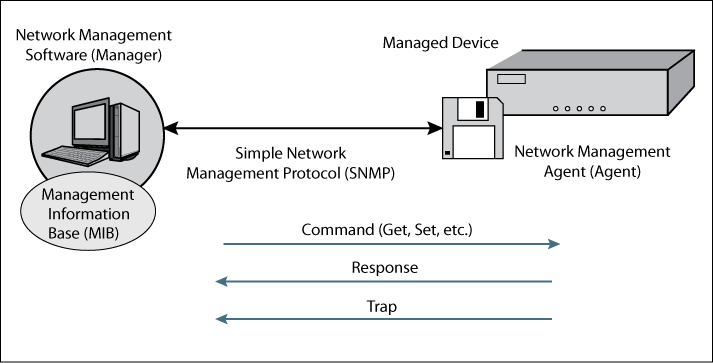 Network Management
Software (Manager)
Managed Device
Simple Network
Management Protocol (SNMP)
Network Management
Agent (Agent)
Management
Information
Base (MIB)
Command (Get, Set, etc.)
Response
Trap